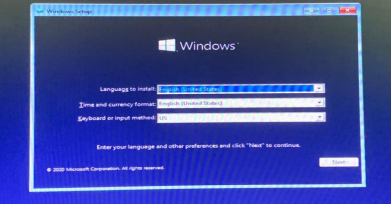 Windows Setup
Windows
Language to install: English (United States)
Time and currency format: English (United States)
Keyboard or input method: US
Enter your language and other preferences and click "Next" to continue.
Next
© 2020 Microsoft Corporation. All rights reserved.